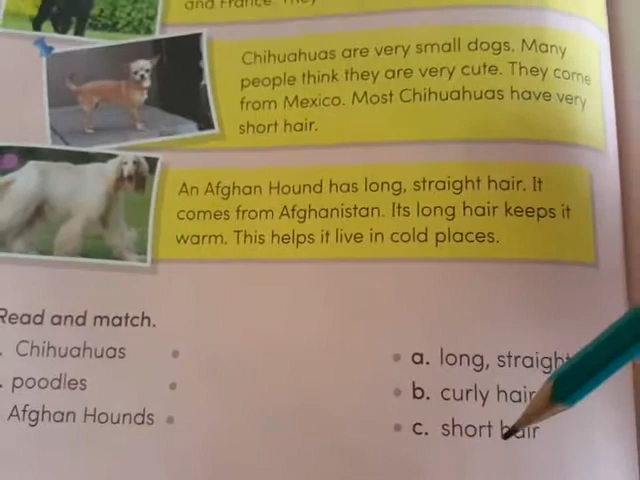 and France. They
Chihuahuas are very small dogs. Many
people think they are very cute. They come
from Mexico. Most Chihuahuas have very
short hair.
An Afghan Hound has long, straight hair. It
comes from Afghanistan. Its long hair keeps it
warm. This helps it live in cold places.
Read and match.
Chihuahuas
a. long, straight
poodles
b. curly hair
Afghan Hounds
c. short hair